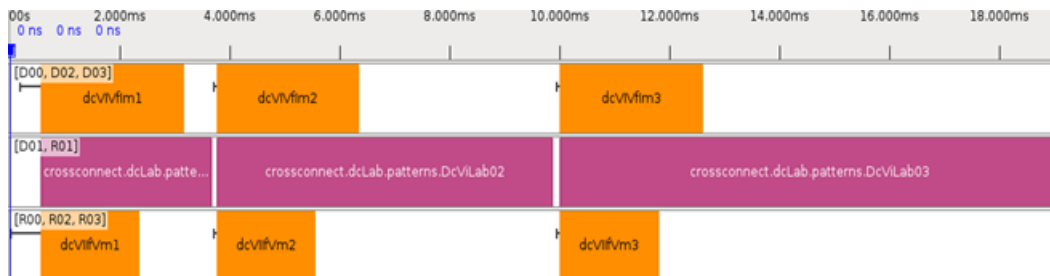 00s 2.000ms 4.000ms 6.000ms 8.000ms 10.000ms 12.000ms 14.000ms 16.000ms 18.000ms
0 ns 0 ns 0 ns
[D00, D02, D03]
dcVIVfIm1 dcVIVfIm2 dcVIVfIm3
[D01, R01]
crossconnect.dcLab.patte... crossconnect.dcLab.patterns.DcViLab02 crossconnect.dcLab.patterns.DcViLab03
[R00, R02, R03]
dcVIIfVm1 dcVIIfVm2 dcVIIfVm3